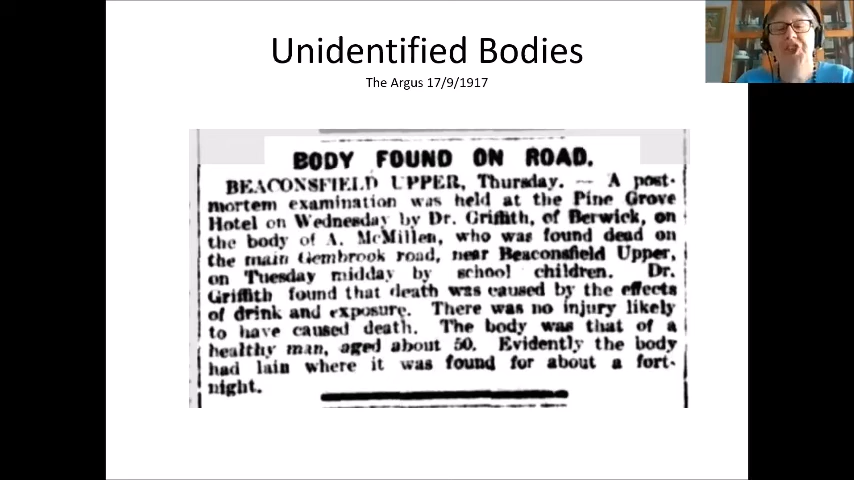 Unidentified Bodies
The Argus 17/9/1917
BODY FOUND ON ROAD.
BEACONSFIELD UPPER, Thursday. — A post-
mortem examination was held at the Pine Grove
Hotel on Wednesday by Dr. Griffith, of Berwick, on
the body of A. McMillen, who was found dead on
the main Gembrook road, near Beaconsfield Upper,
on Tuesday midday by school children. Dr.
Griffith found that death was caused by the effects
of drink and exposure. There was no injury likely
to have caused death. The body was that of a
healthy man, aged about 50. Evidently the body
had lain where it was found for about a fort-
night.